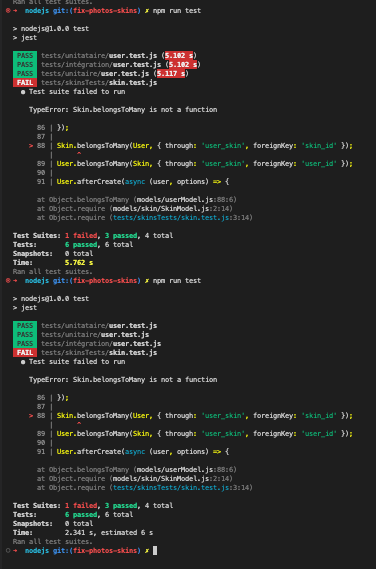 Ran all test suites.
→ nodejs git:(fix-photos-skins) ✗ npm run test
> nodejs@1.0.0 test
> jest
PASS tests/unitataire/user.test.js (5.102 s)
PASS tests/intégration/user.test.js (5.102 s)
PASS tests/unitaire/user.test.js (5.117 s)
FAIL tests/skinsTests/skin.test.js
● Test suite failed to run
TypeError: Skin.belongsToMany is not a function
86 | });
87 |
> 88 | Skin.belongsToMany(User, { through: 'user_skin', foreignKey: 'skin_id' });
| ^
89 | User.belongsToMany(Skin, { through: 'user_skin', foreignKey: 'user_id' });
90 |
91 | User.afterCreate(async (user, options) => {
at Object.belongsToMany (models/userModel.js:88:6)
at Object.require (models/skin/SkinModel.js:2:14)
at Object.require (tests/skinsTests/skin.test.js:3:14)
Test Suites: 1 failed, 3 passed, 4 total
Tests: 6 passed, 6 total
Snapshots: 0 total
Time: 5.762 s
Ran all test suites.
→ nodejs git:(fix-photos-skins) ✗ npm run test
> nodejs@1.0.0 test
> jest
PASS tests/unitataire/user.test.js
PASS tests/unitaire/user.test.js
PASS tests/intégration/user.test.js
FAIL tests/skinsTests/skin.test.js
● Test suite failed to run
TypeError: Skin.belongsToMany is not a function
86 | });
87 |
> 88 | Skin.belongsToMany(User, { through: 'user_skin', foreignKey: 'skin_id' });
| ^
89 | User.belongsToMany(Skin, { through: 'user_skin', foreignKey: 'user_id' });
90 |
91 | User.afterCreate(async (user, options) => {
at Object.belongsToMany (models/userModel.js:88:6)
at Object.require (models/skin/SkinModel.js:2:14)
at Object.require (tests/skinsTests/skin.test.js:3:14)
Test Suites: 1 failed, 3 passed, 4 total
Tests: 6 passed, 6 total
Snapshots: 0 total
Time: 2.341 s, estimated 6 s
Ran all test suites.
→ nodejs git:(fix-photos-skins) ✗